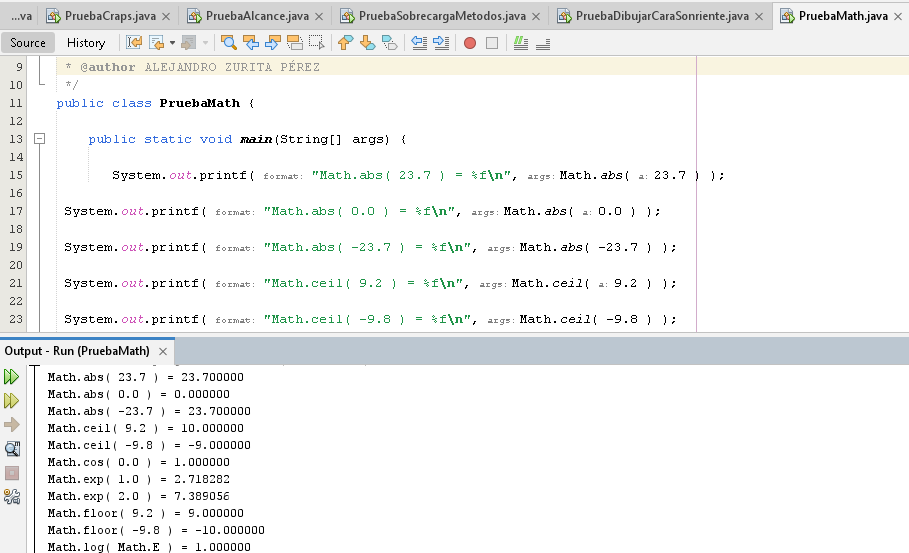 ...va PruebaCraps.java PruebaAlcance.java PruebaSobrecargaMetodos.java PruebaDibujarCaraSonriente.java PruebaMath.java
Source History
9 * @author ALEJANDRO ZURITA PÉREZ
10 */
11 public class PruebaMath {
12
13 public static void main(String[] args) {
14
15 System.out.printf( format: "Math.abs( 23.7 ) = %f\n", args: Math.abs( a: 23.7 ) );
16
17 System.out.printf( format: "Math.abs( 0.0 ) = %f\n", args: Math.abs( a: 0.0 ) );
18
19 System.out.printf( format: "Math.abs( -23.7 ) = %f\n", args: Math.abs( -23.7 ) );
20
21 System.out.printf( format: "Math.ceil( 9.2 ) = %f\n", args: Math.ceil( a: 9.2 ) );
22
23 System.out.printf( format: "Math.ceil( -9.8 ) = %f\n", args: Math.ceil( -9.8 ) );
Output - Run (PruebaMath)
Math.abs( 23.7 ) = 23.700000
Math.abs( 0.0 ) = 0.000000
Math.abs( -23.7 ) = 23.700000
Math.ceil( 9.2 ) = 10.000000
Math.ceil( -9.8 ) = -9.000000
Math.cos( 0.0 ) = 1.000000
Math.exp( 1.0 ) = 2.718282
Math.exp( 2.0 ) = 7.389056
Math.floor( 9.2 ) = 9.000000
Math.floor( -9.8 ) = -10.000000
Math.log( Math.E ) = 1.000000